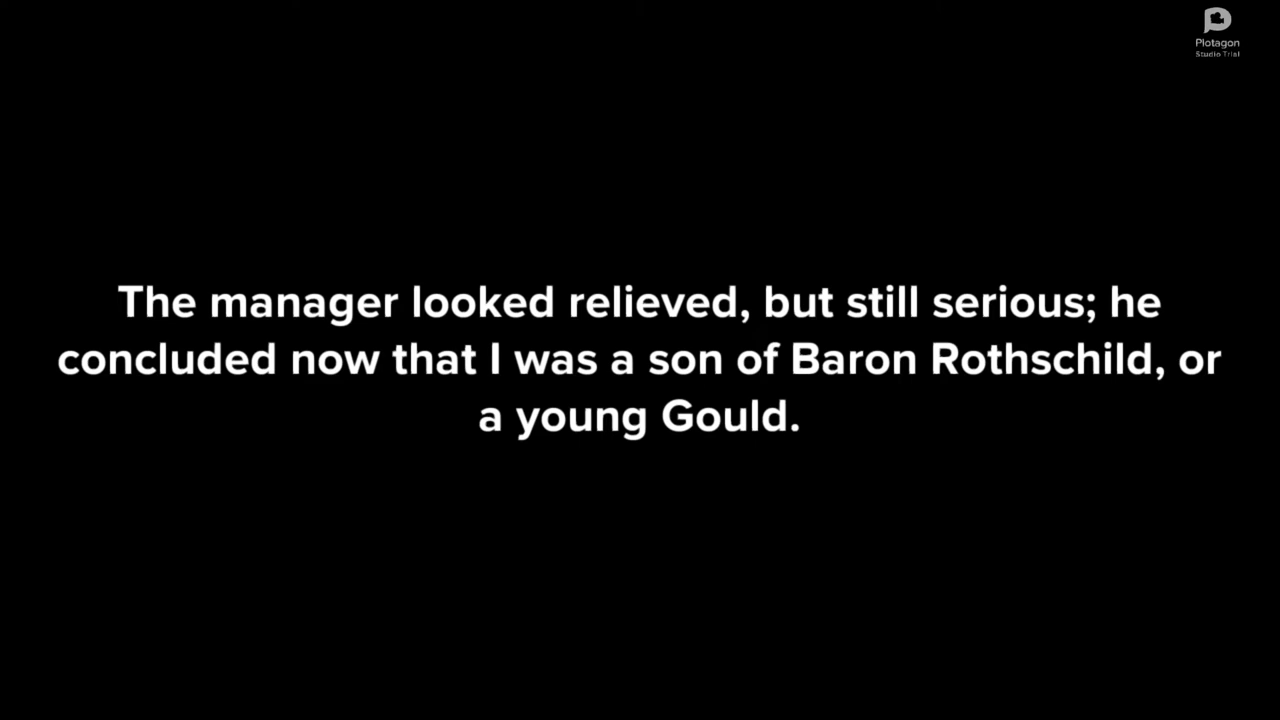 Plotagon
Studio Trial
The manager looked relieved, but still serious; he
concluded now that I was a son of Baron Rothschild, or
a young Gould.